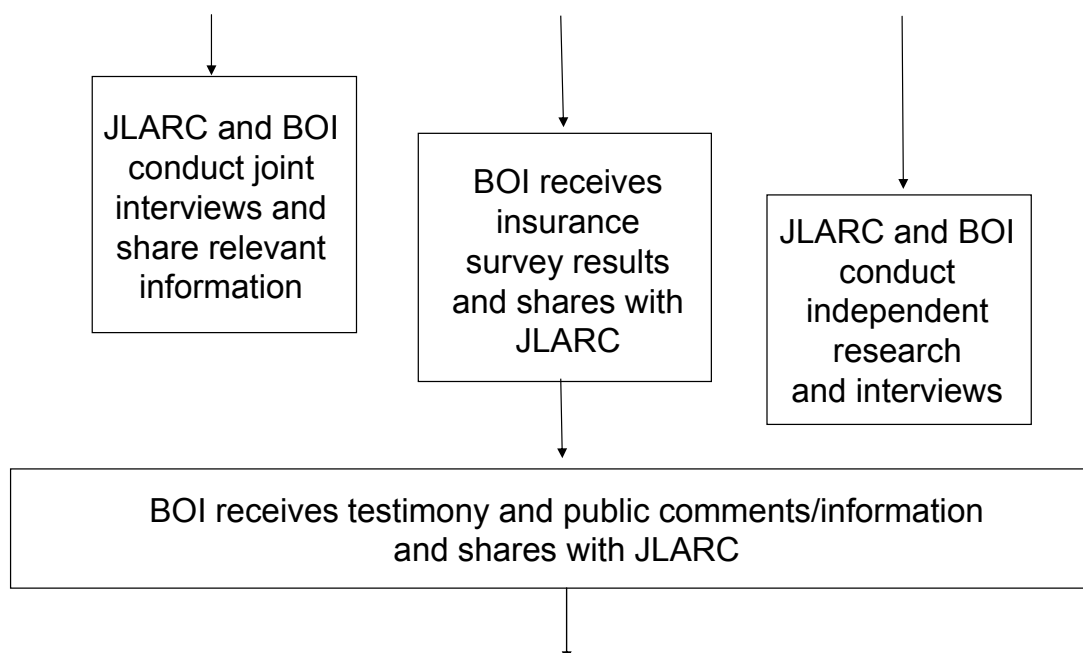 JLARC and BOI
conduct joint
interviews and
share relevant
information
BOI receives
insurance
survey results
and shares with
JLARC
JLARC and BOI
conduct
independent
research
and interviews
BOI receives testimony and public comments/information
and shares with JLARC